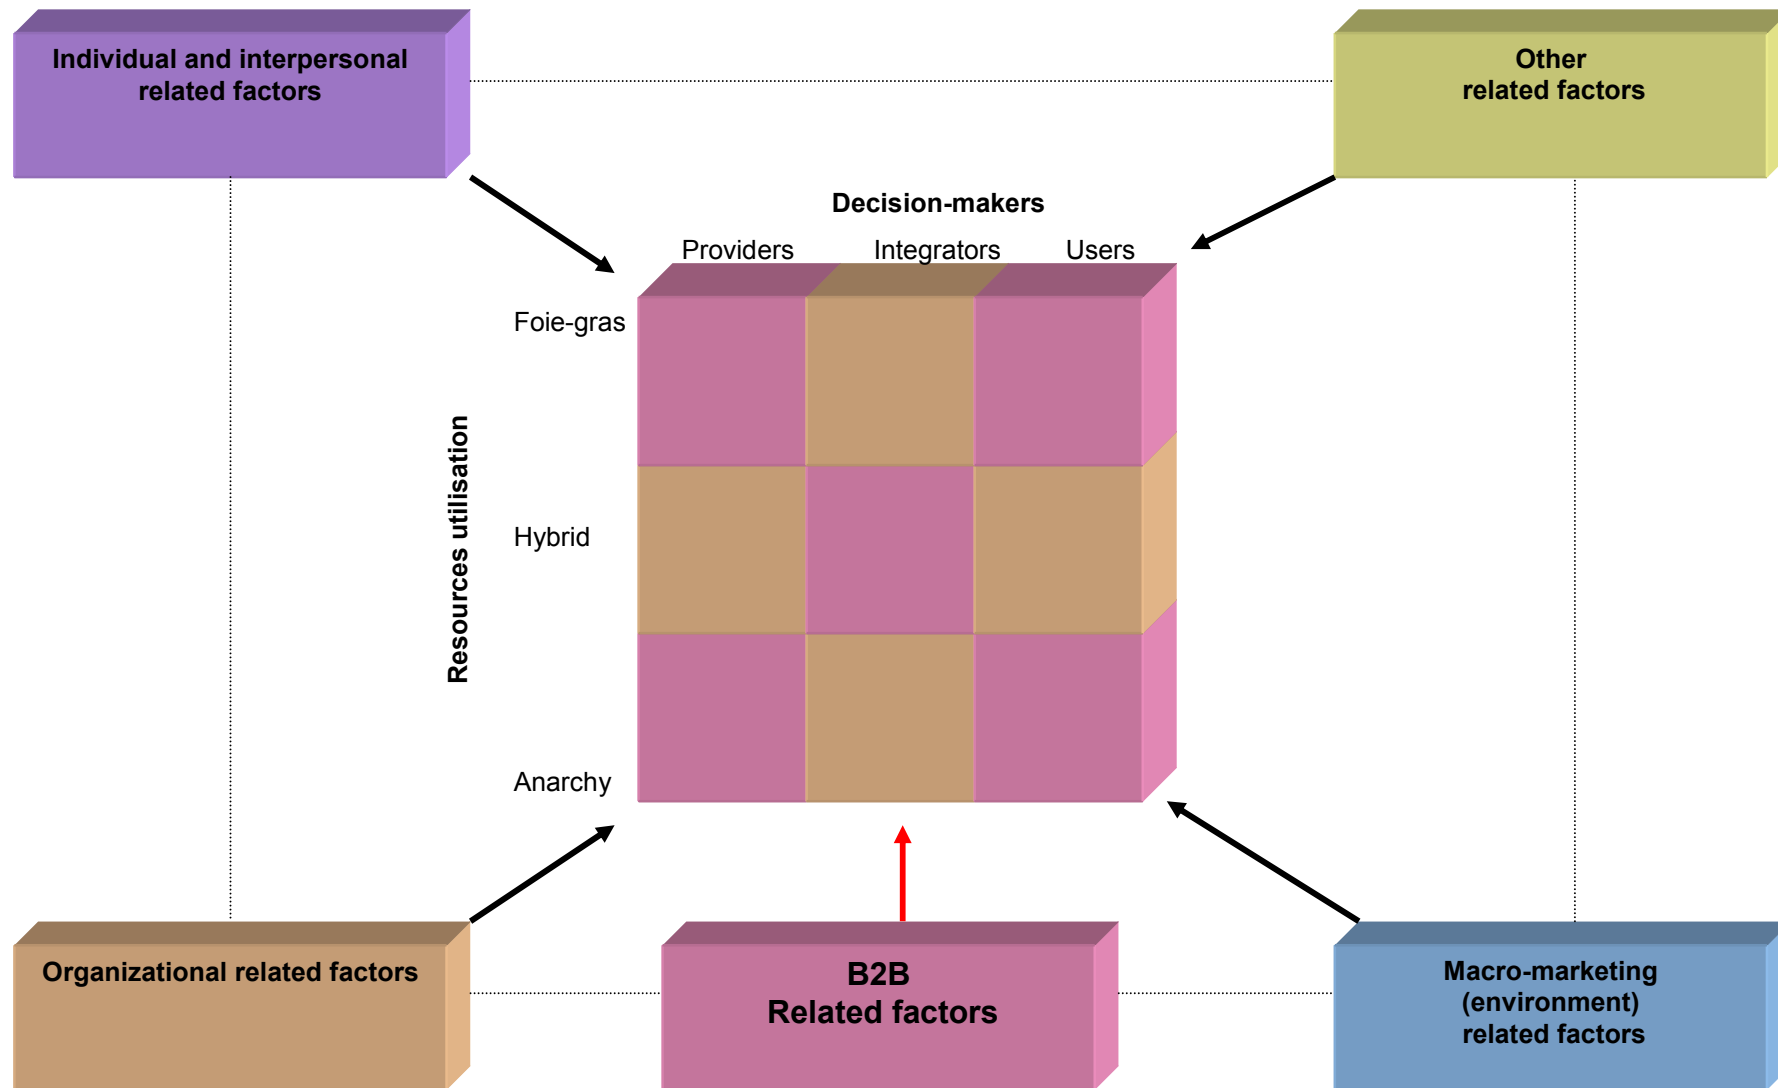 Individual and interpersonal
related factors
Other
related factors
Decision-makers
Providers
Integrators
Users
Foie-gras
Resources utilisation
Hybrid
Anarchy
Organizational related factors
B2B
Related factors
Macro-marketing
(environment)
related factors